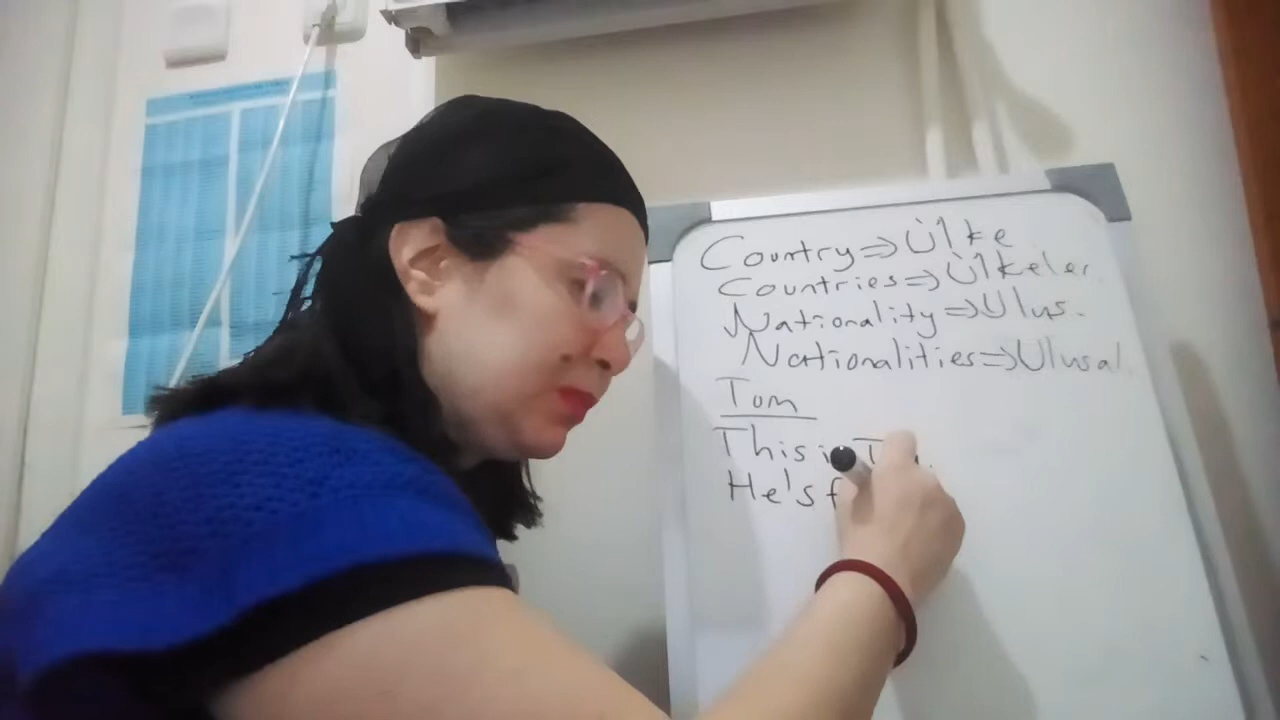 Country => Ülke
Countries => Ülkeler.
Nationality => Ulus.
Nationalities => Ulusal.
Tom
This is
He's f